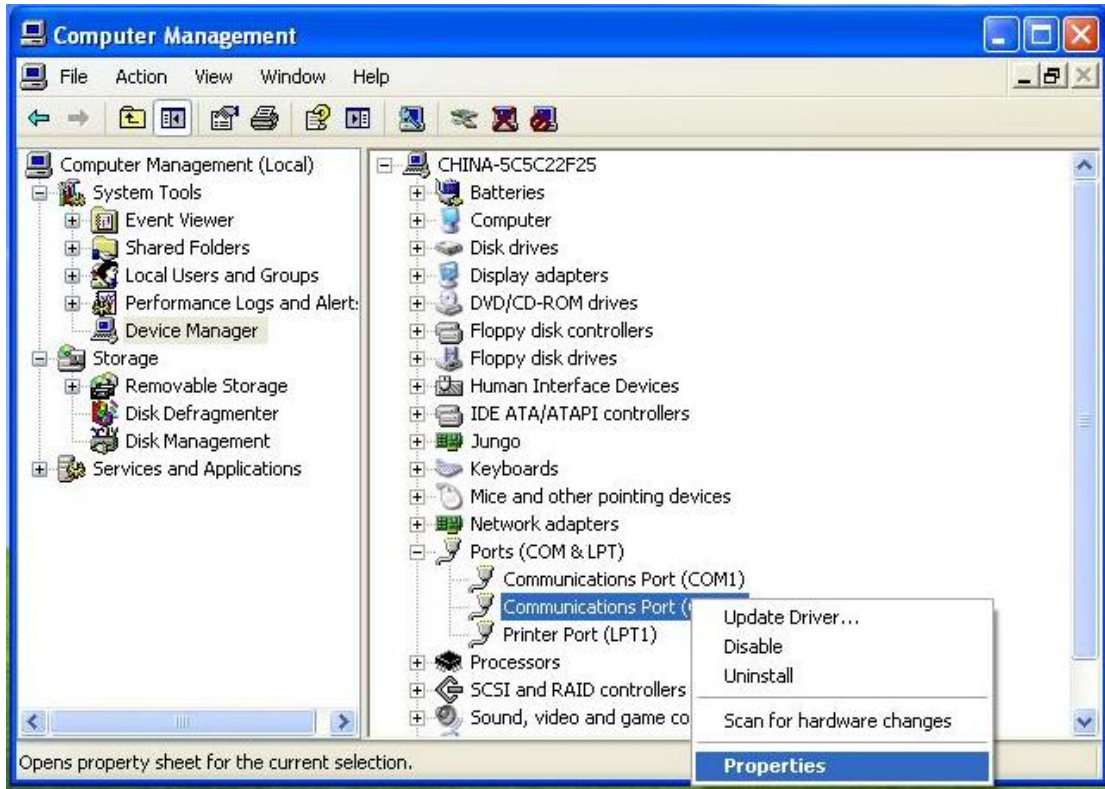 Computer Management
File Action View Window Help
Computer Management (Local)
System Tools
Event Viewer
Shared Folders
Local Users and Groups
Performance Logs and Alert
Device Manager
Storage
Removable Storage
Disk Defragmenter
Disk Management
Services and Applications
CHINA-5C5C22F25
Batteries
Computer
Disk drives
Display adapters
DVD/CD-ROM drives
Floppy disk controllers
Floppy disk drives
Human Interface Devices
IDE ATA/ATAPI controllers
Jungo
Keyboards
Mice and other pointing devices
Network adapters
Ports (COM & LPT)
Communications Port (COM1)
Communications Port (
Printer Port (LPT1)
Processors
SCSI and RAID controllers
Sound, video and game co
Update Driver...
Disable
Uninstall
Scan for hardware changes
Properties
Opens property sheet for the current selection.